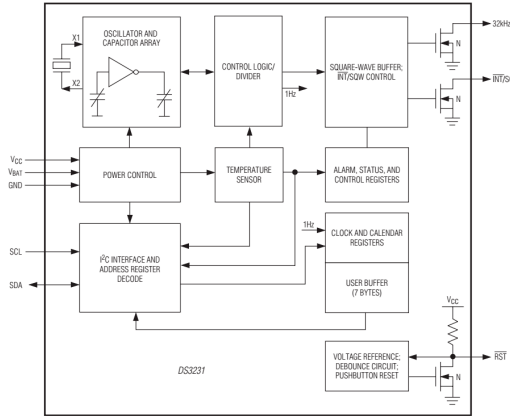 X1
X2
OSCILLATOR AND
CAPACITOR ARRAY
CONTROL LOGIC/
DIVIDER
1Hz
SQUARE-WAVE BUFFER;
INT/SQW CONTROL
N
32kHz
N
INT/S
VCC
VBAT
GND
POWER CONTROL
TEMPERATURE
SENSOR
ALARM, STATUS, AND
CONTROL REGISTERS
SCL
SDA
I2C INTERFACE AND
ADDRESS REGISTER
DECODE
1Hz
CLOCK AND CALENDAR
REGISTERS
USER BUFFER
(7 BYTES)
VCC
VOLTAGE REFERENCE;
DEBOUNCE CIRCUIT;
PUSHBUTTON RESET
N
RST
DS3231